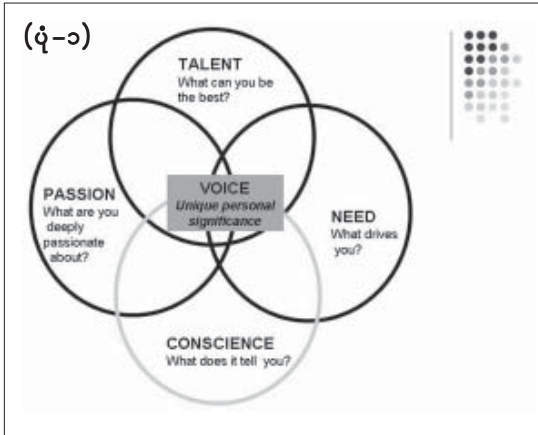 (ပုံ-၁)
TALENT
What can you be
the best?
PASSION
What are you
deeply
passionate
about?
VOICE
Unique personal
significance
NEED
What drives
you?
CONSCIENCE
What does it tell you?